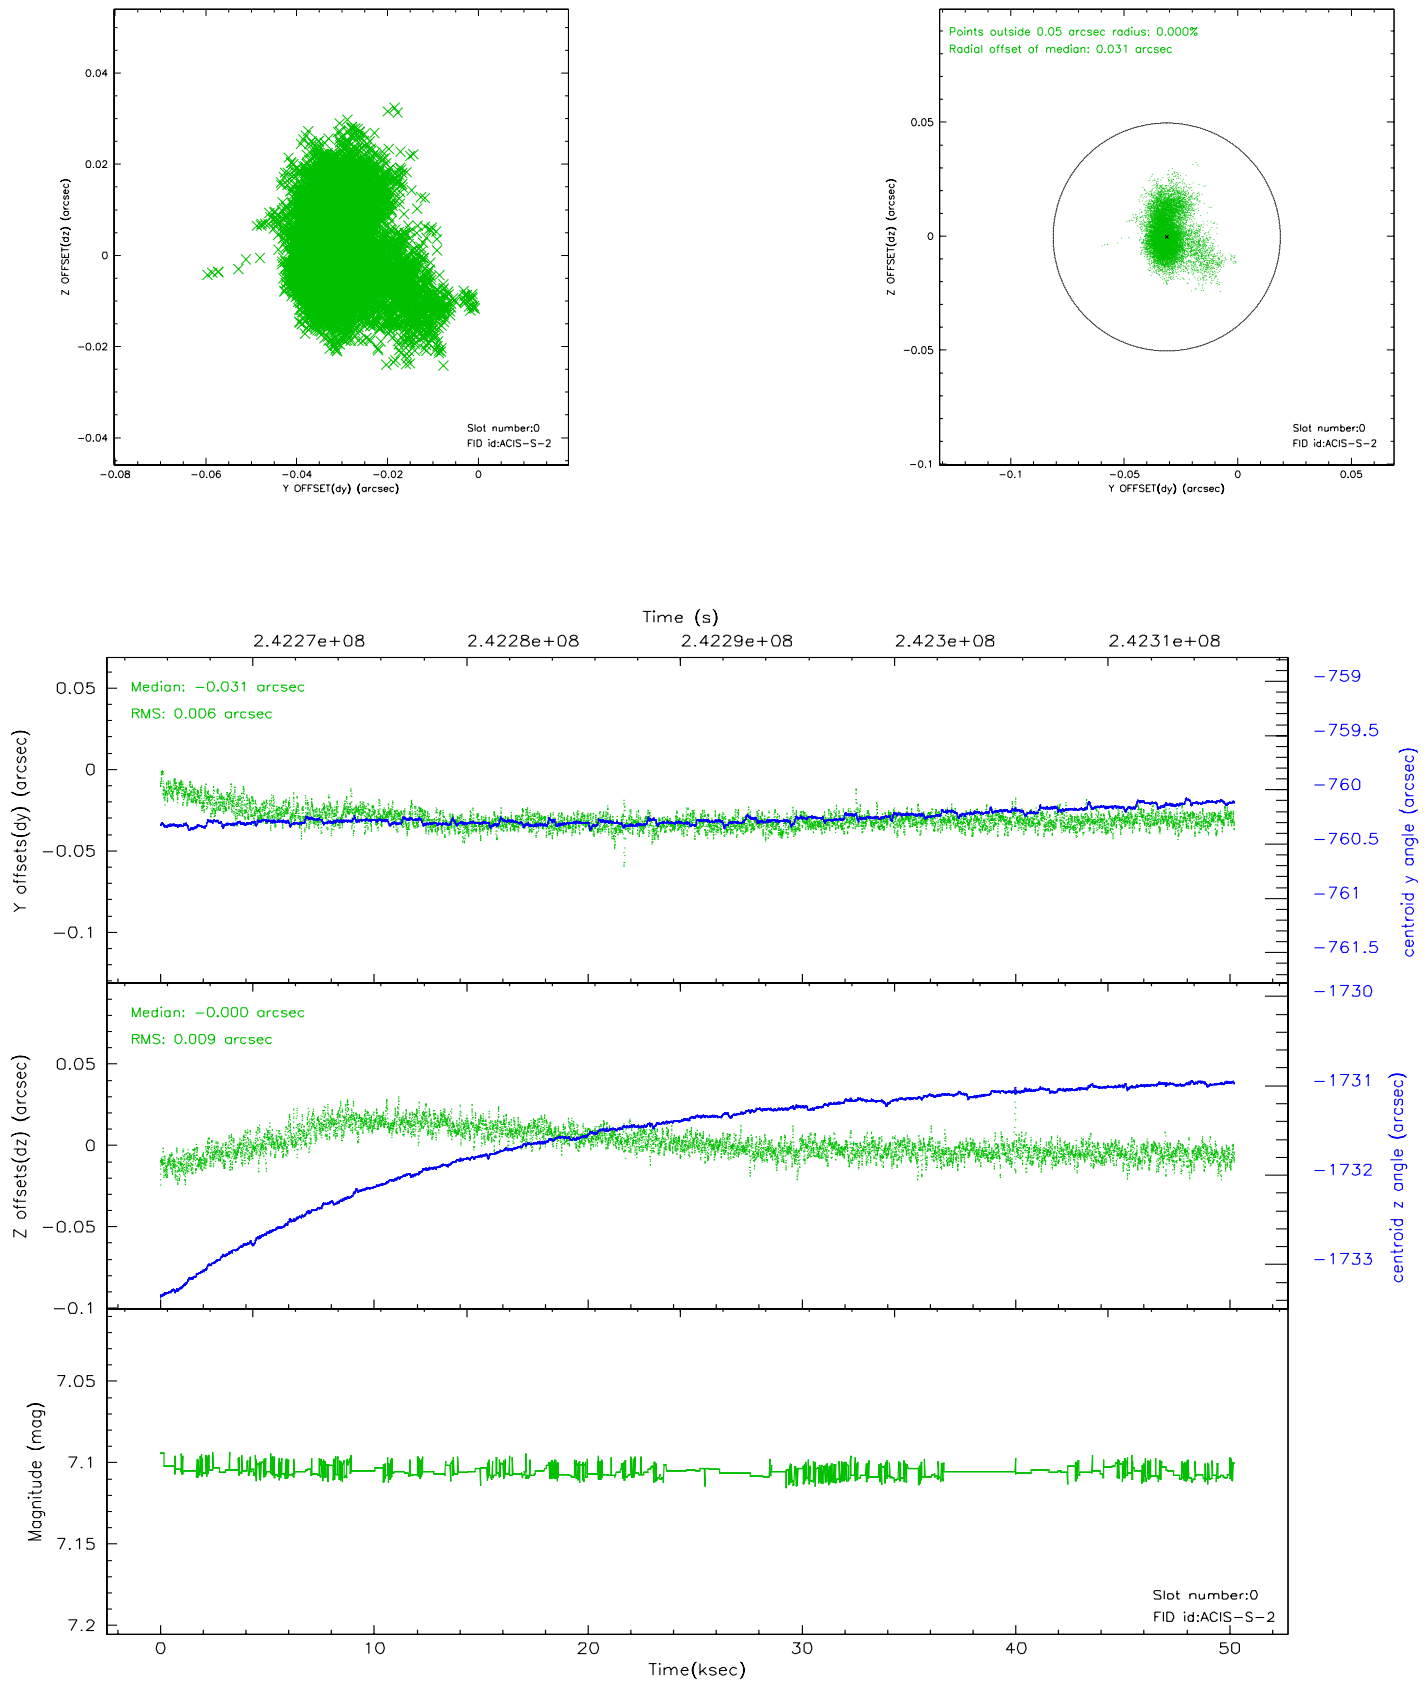 0.04
0.02
0
-0.02
-0.04
Z OFFSET(dz) (arcsec)
Slot number:0
FID id:ACIS-S-2
-0.08
-0.06
-0.04
-0.02
0
Y OFFSET(dy) (arcsec)
Points outside 0.05 arcsec radius: 0.000%
Radial offset of median: 0.031 arcsec
0.05
0
-0.05
-0.1
Z OFFSET(dz) (arcsec)
Slot number:0
FID id:ACIS-S-2
-0.1
-0.05
0
0.05
Y OFFSET(dy) (arcsec)
Time (s)
2.4227e+08
2.4228e+08
2.4229e+08
2.423e+08
2.4231e+08
Median: -0.031 arcsec
RMS: 0.006 arcsec
0.05
0
-0.05
-0.1
Y offsets(dy) (arcsec)
-759
-759.5
-760
-760.5
-761
-761.5
centroid y angle (arcsec)
Median: -0.000 arcsec
RMS: 0.009 arcsec
0.05
0
-0.05
-0.1
Z offsets(dz) (arcsec)
-1730
-1731
-1732
-1733
centroid z angle (arcsec)
7.05
7.1
7.15
7.2
Magnitude (mag)
Slot number:0
FID id:ACIS-S-2
0
10
20
30
40
50
Time(ksec)